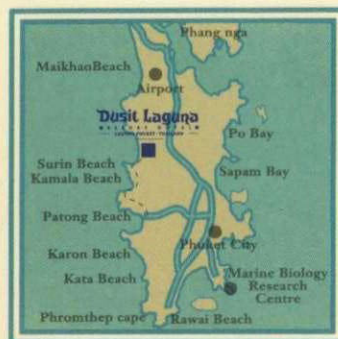 Phang nga
MaikhaoBeach
Airport
Dusit Laguna
Po Bay
Surin Beach
Kamala Beach
Sapam Bay
Patong Beach
Phuket City
Karon Beach
Kata Beach
Marine Biology
Research
Centre
Phromthep cape
Rawai Beach